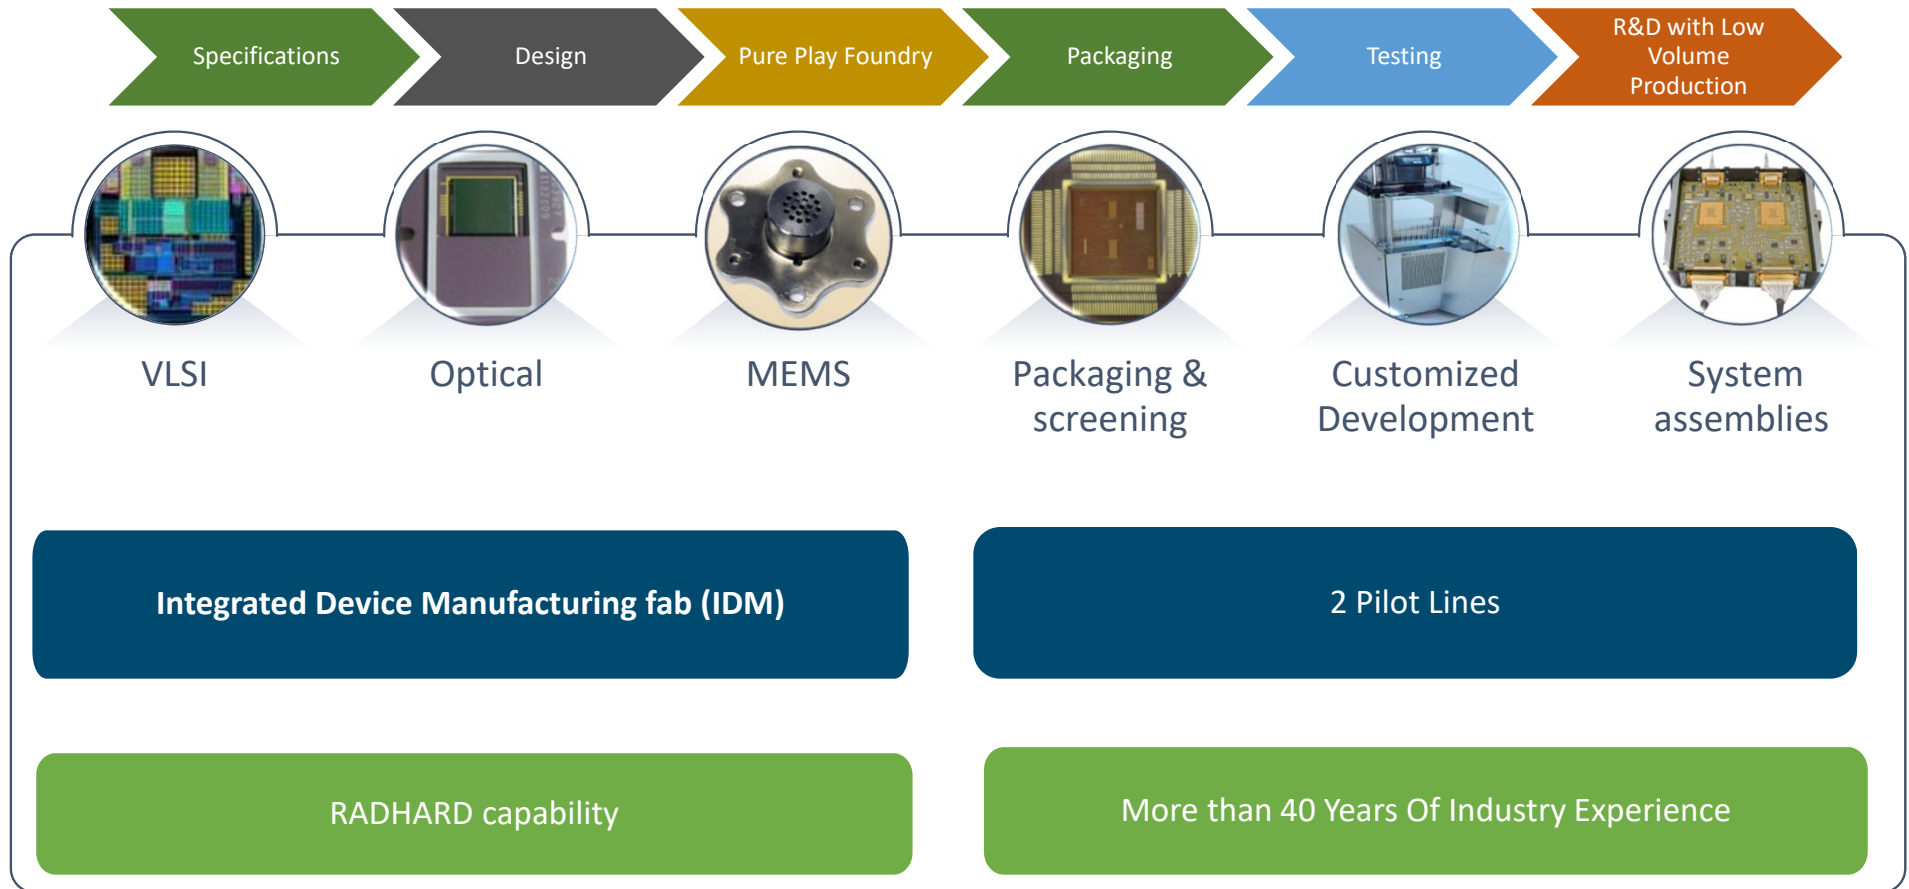 Specifications
Design
Pure Play Foundry
Packaging
Testing
R&D with Low
Volume
Production
VLSI
Optical
MEMS
Packaging &
screening
Customized
Development
System
assemblies
Integrated Device Manufacturing fab (IDM)
2 Pilot Lines
RADHARD capability
More than 40 Years Of Industry Experience